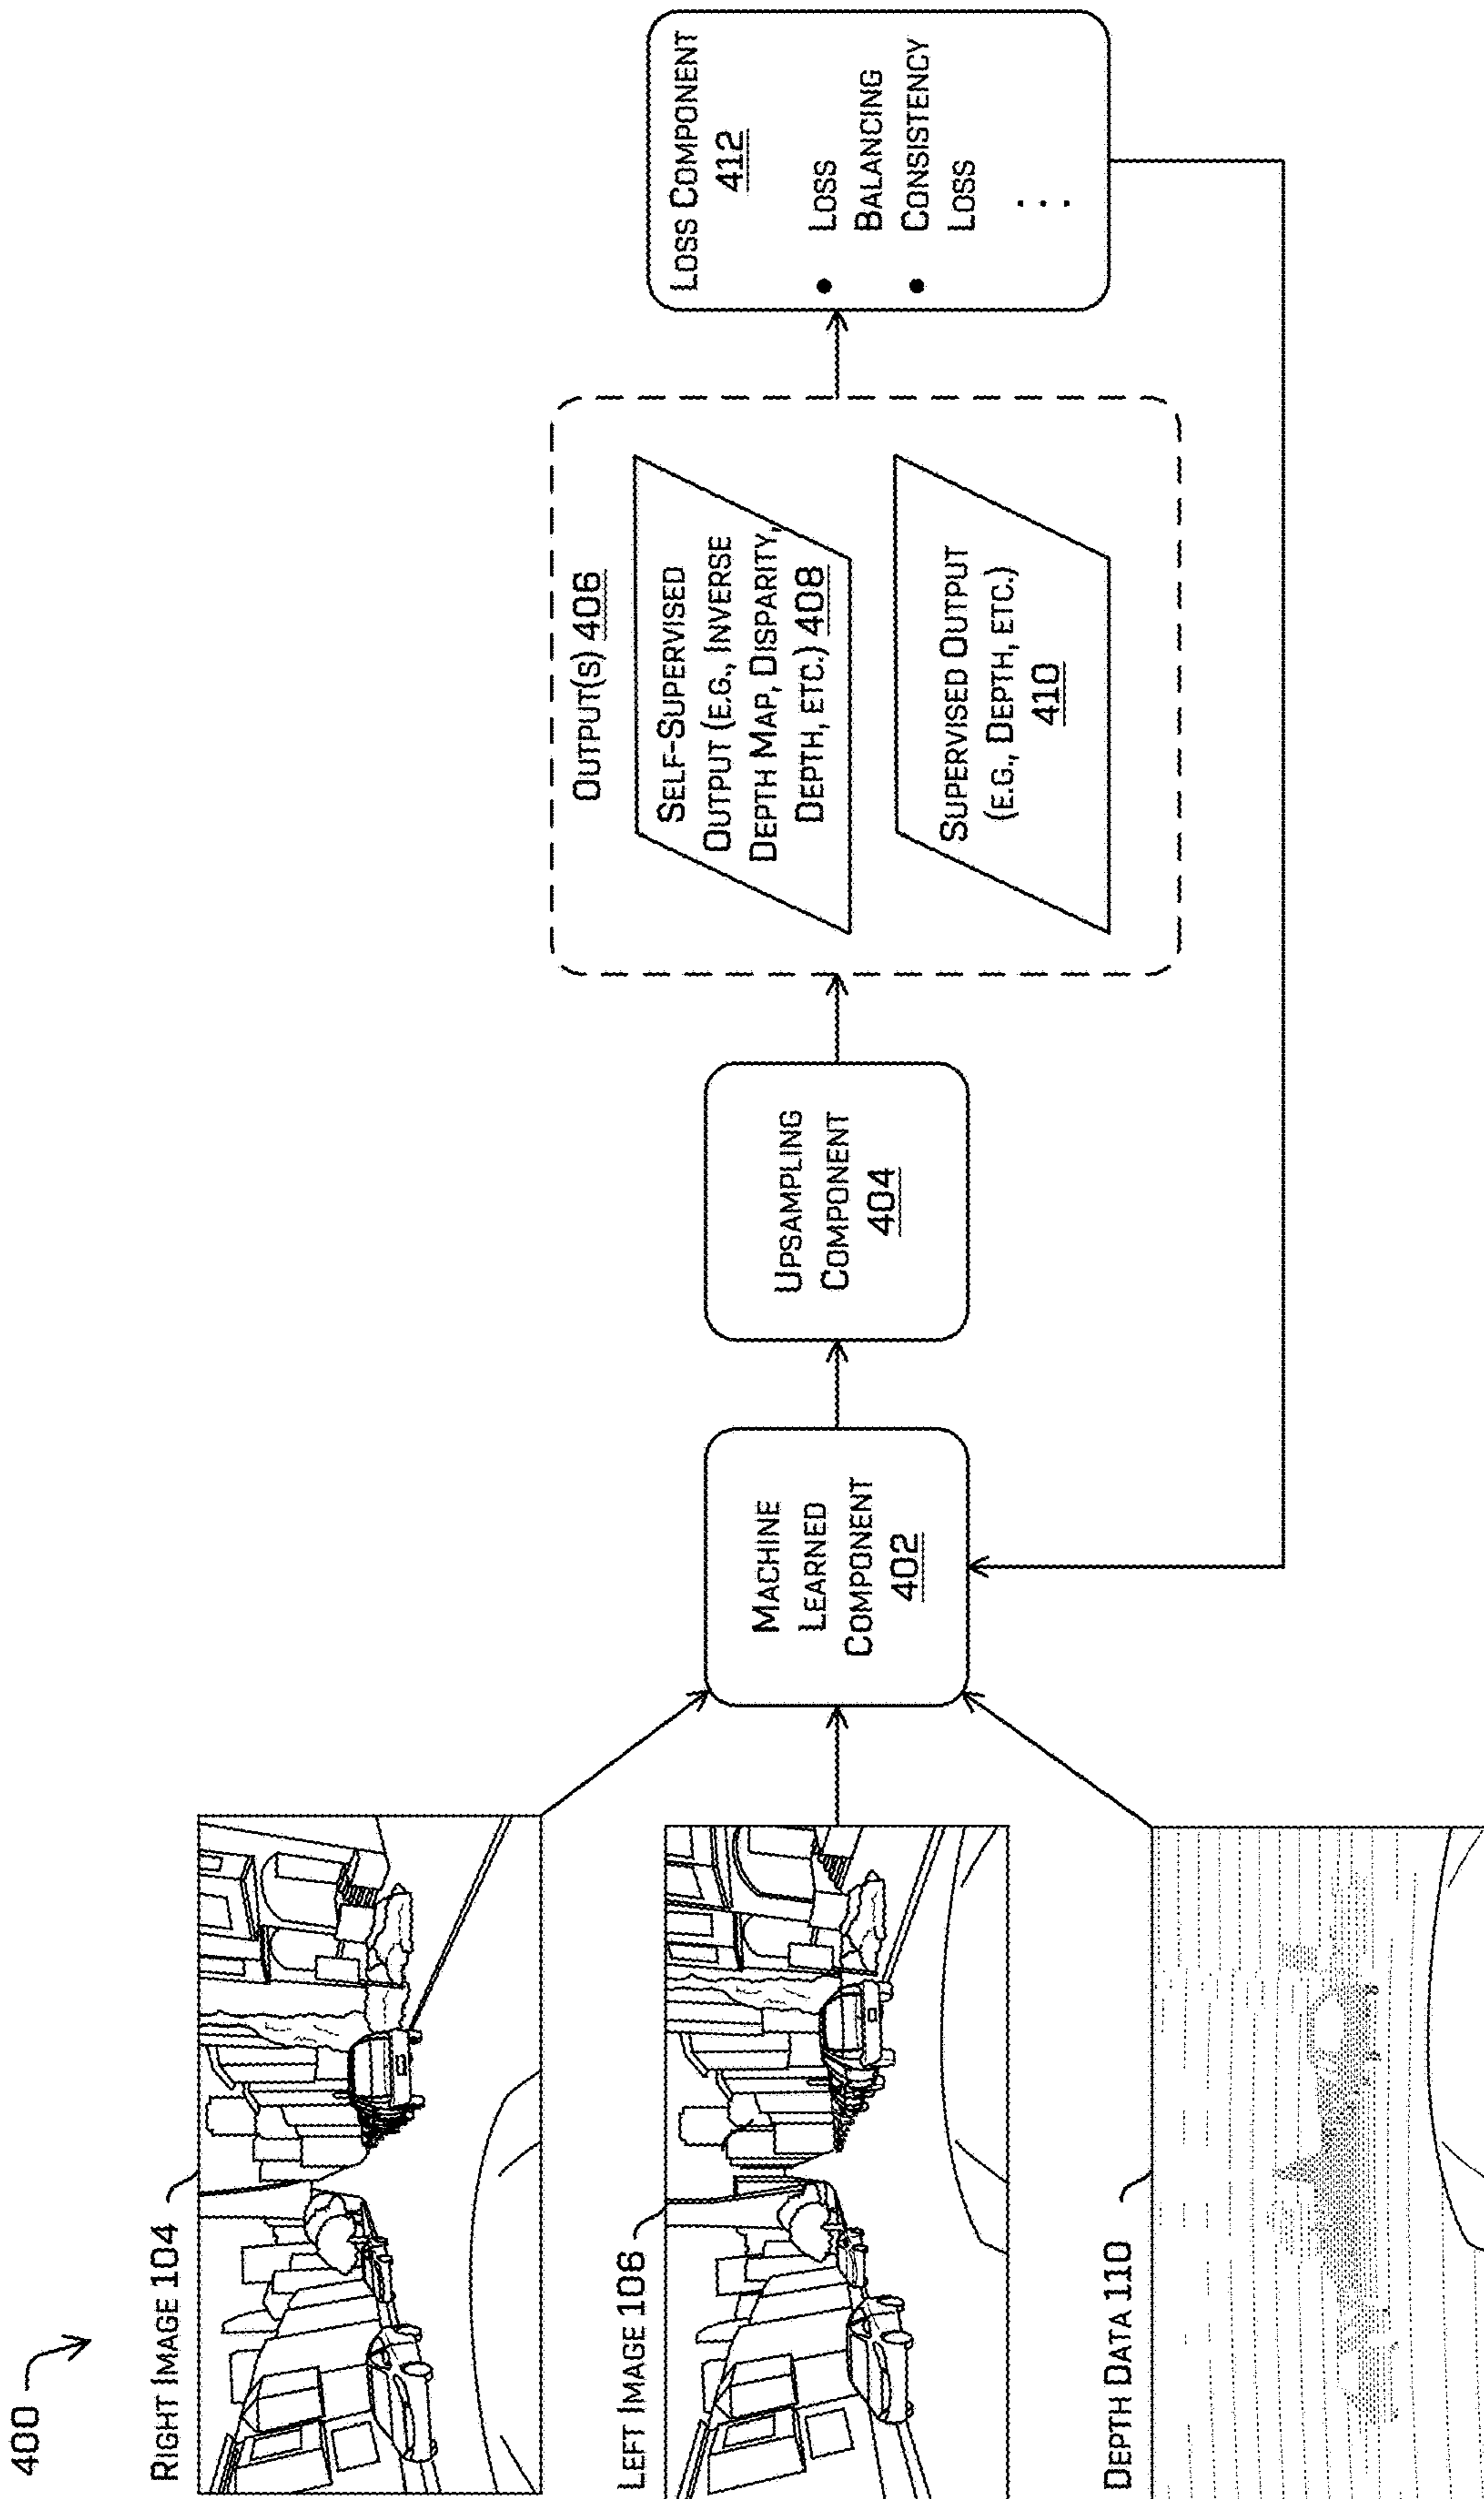 400
RIGHT IMAGE 104
LEFT IMAGE 106
DEPTH DATA 110
MACHINE
LEARNED
COMPONENT
402
UPSAMPLING
COMPONENT
404
OUTPUT(S) 406
SELF-SUPERVISED
OUTPUT (E.G., INVERSE
DEPTH MAP, DISPARITY,
DEPTH, ETC.) 408
SUPERVISED OUTPUT
(E.G., DEPTH, ETC.)
410
LOSS COMPONENT
412
• LOSS
BALANCING
• CONSISTENCY
LOSS
...